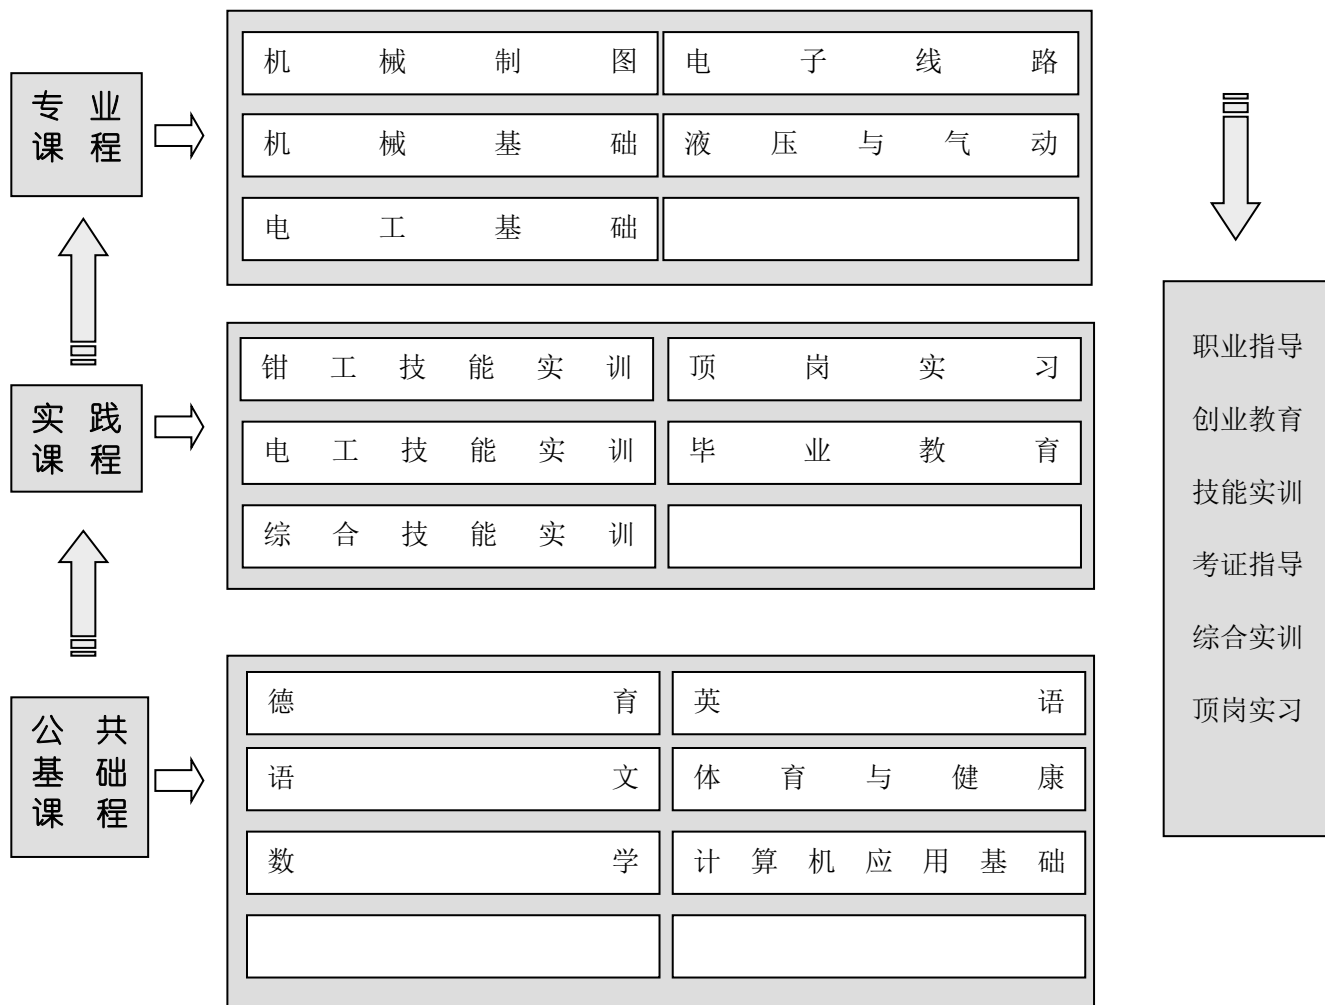 专业
课程
机械制图
电子线路
机械基础
液压与气动
电工基础
实践
课程
钳工技能实训
顶岗实习
电工技能实训
毕业教育
综合技能实训
公共
基础
课程
德育
英语
语文
体育与健康
数学
计算机应用基础
职业指导
创业教育
技能实训
考证指导
综合实训
顶岗实习